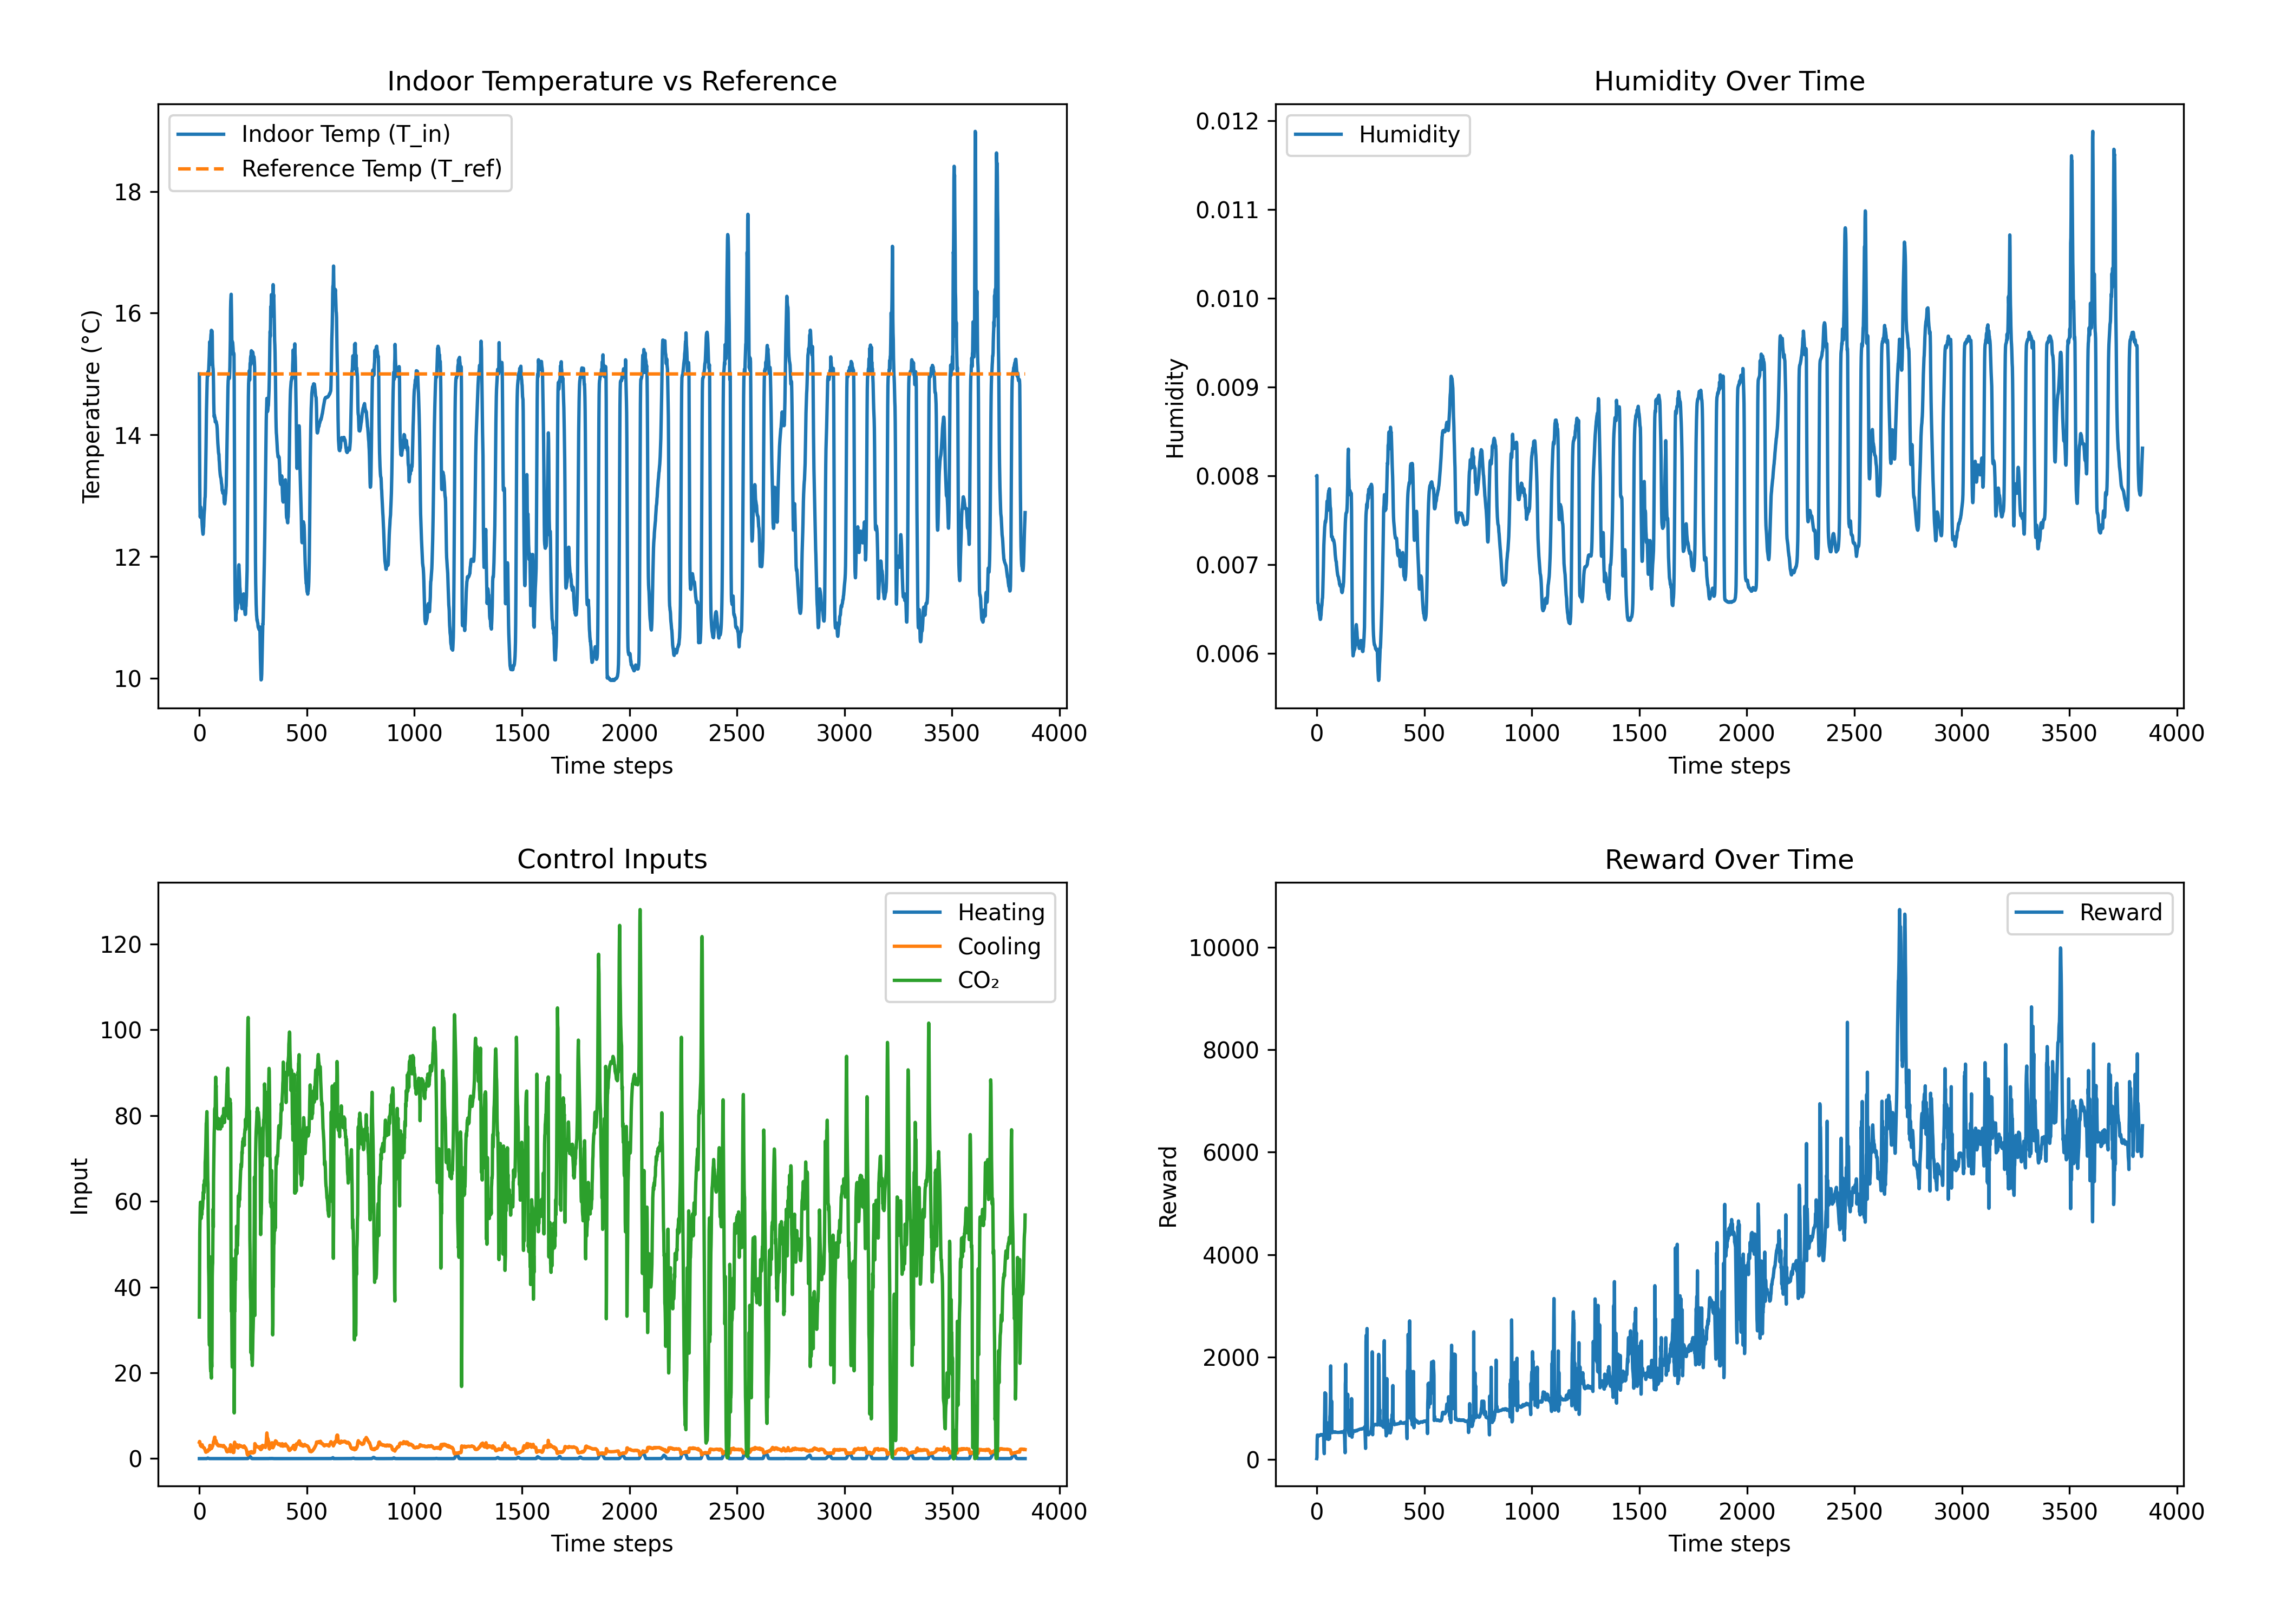 Indoor Temperature vs Reference
Indoor Temp (T_in)
Reference Temp (T_ref)
Temperature (°C)
18
16
14
12
10
0 500 1000 1500 2000 2500 3000 3500 4000
Time steps
Humidity Over Time
Humidity
Humidity
0.012
0.011
0.010
0.009
0.008
0.007
0.006
0 500 1000 1500 2000 2500 3000 3500 4000
Time steps
Control Inputs
Heating
Cooling
CO₂
Input
120
100
80
60
40
20
0
0 500 1000 1500 2000 2500 3000 3500 4000
Time steps
Reward Over Time
Reward
Reward
10000
8000
6000
4000
2000
0
0 500 1000 1500 2000 2500 3000 3500 4000
Time steps